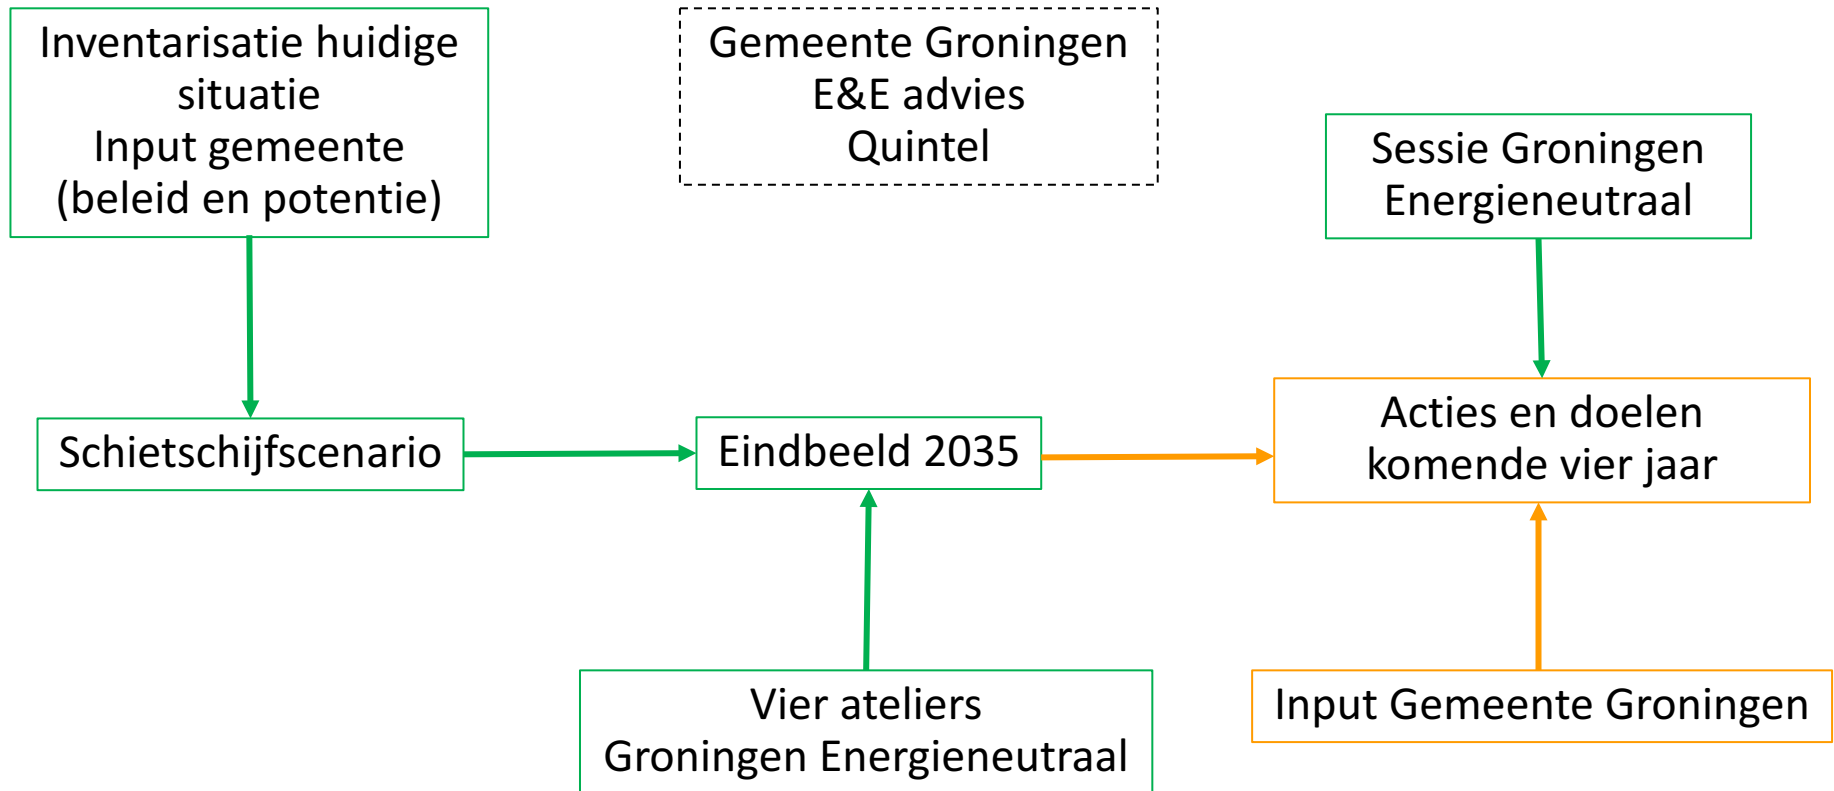 Inventarisatie huidige
situatie
Input gemeente
(beleid en potentie)
Gemeente Groningen
E&E advies
Quintel
Sessie Groningen
Energieneutraal
Schietschijfscenario
Eindbeeld 2035
Acties en doelen
komende vier jaar
Vier ateliers
Groningen Energieneutraal
Input Gemeente Groningen